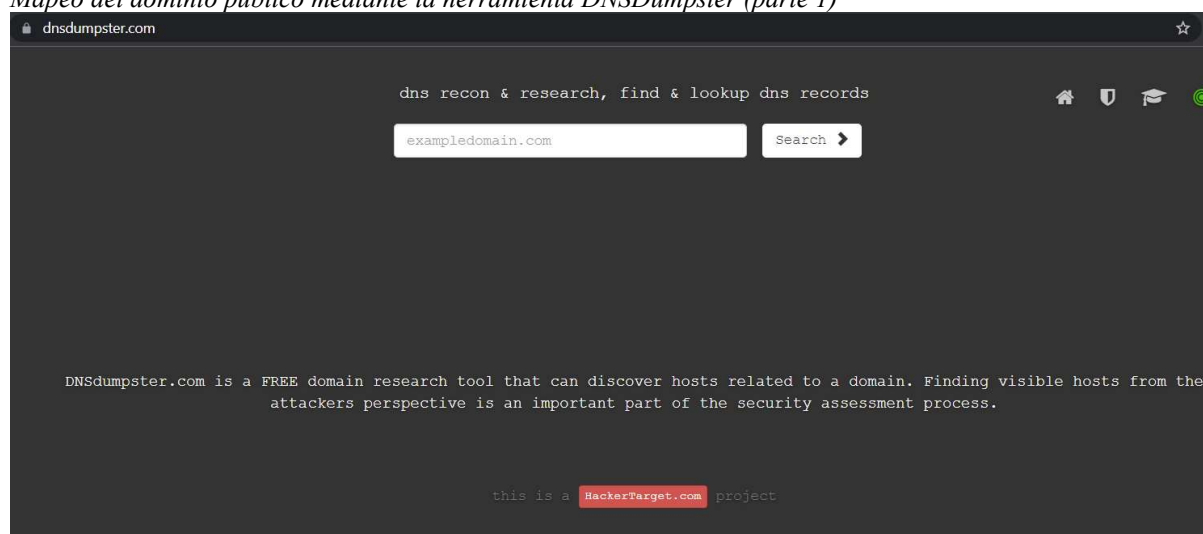 Mapeo del dominio público mediante la herramienta DNSDumpster (parte 1)
dnsdumpster.com
dns recon & research, find & lookup dns records
exampledomain.com
Search
DNSdumpster.com is a FREE domain research tool that can discover hosts related to a domain. Finding visible hosts from the
attackers perspective is an important part of the security assessment process.
this is a HackerTarget.com project